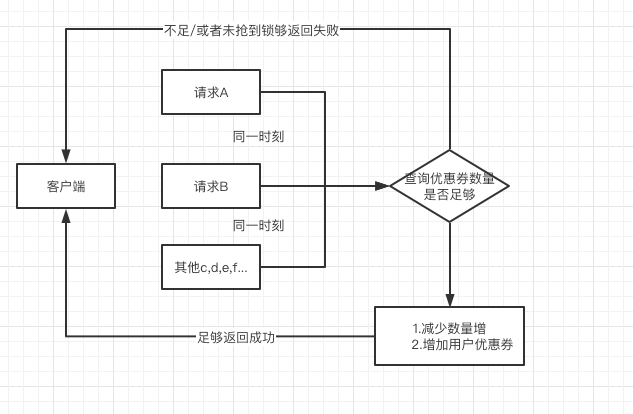 不足/或者未抢到锁够返回失败
请求A
同一时刻
客户端
请求B
查询优惠券数量
是否足够
同一时刻
其他c,d,e,f...
1.减少数量增
2.增加用户优惠券
足够返回成功